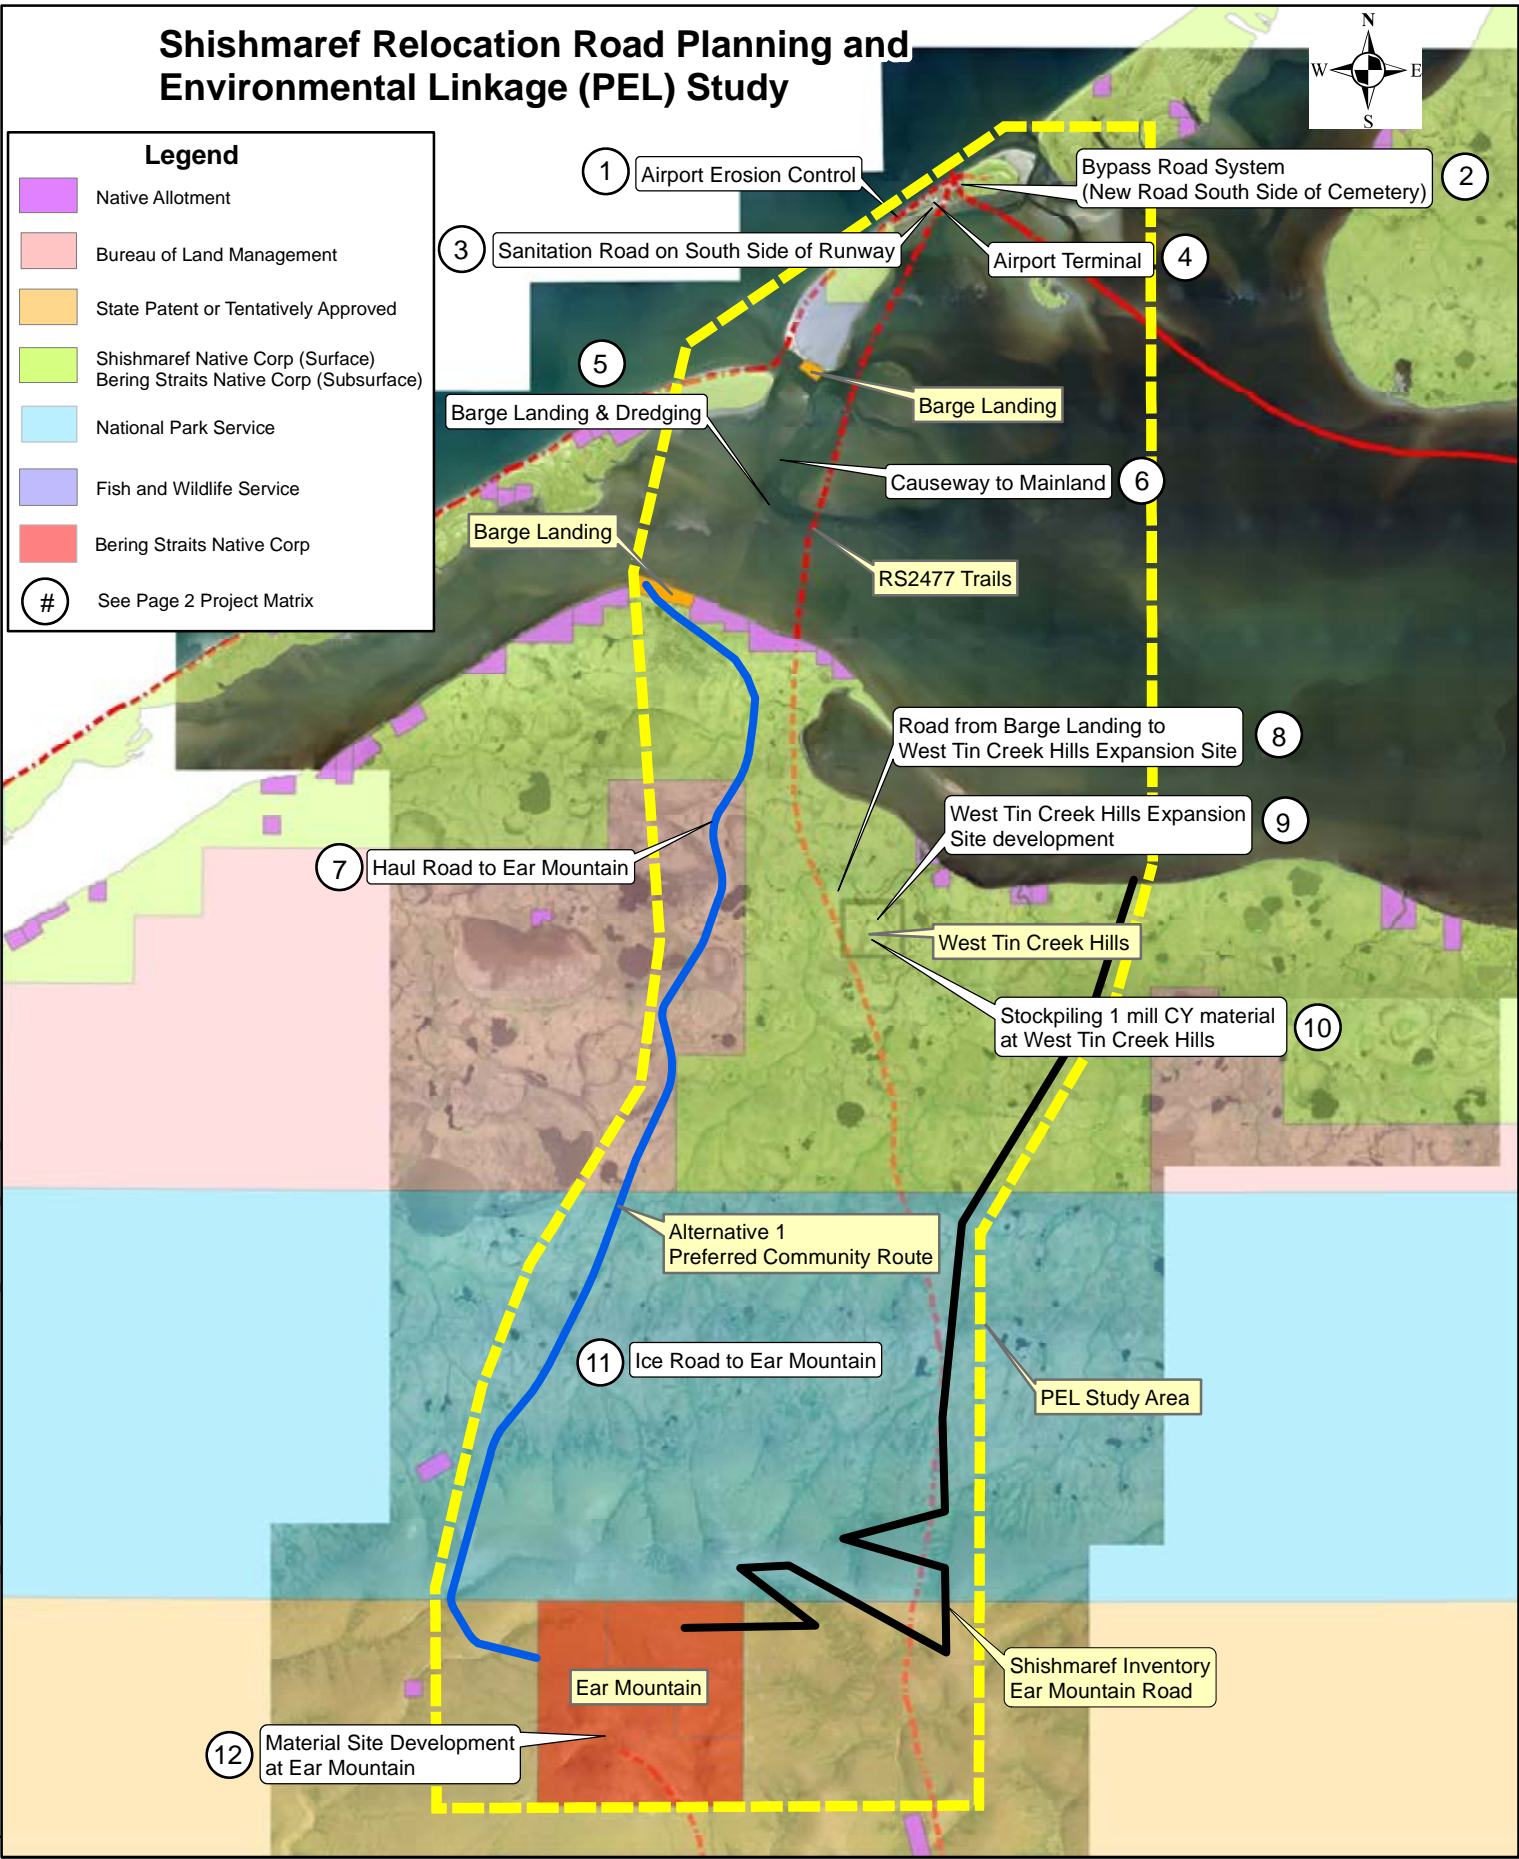 Shishmaref Relocation Road Planning and
Environmental Linkage (PEL) Study
N
W
E
S
Legend
Native Allotment
Bureau of Land Management
State Patent or Tentatively Approved
Shishmaref Native Corp (Surface)
Bering Straits Native Corp (Subsurface)
National Park Service
Fish and Wildlife Service
Bering Straits Native Corp
# See Page 2 Project Matrix
1 Airport Erosion Control
Bypass Road System
(New Road South Side of Cemetery)
2
3 Sanitation Road on South Side of Runway
Airport Terminal 4
5
Barge Landing & Dredging
Barge Landing
Causeway to Mainland 6
Barge Landing
RS2477 Trails
Road from Barge Landing to
West Tin Creek Hills Expansion Site
8
West Tin Creek Hills Expansion
Site development
9
7 Haul Road to Ear Mountain
West Tin Creek Hills
Stockpiling 1 mill CY material
at West Tin Creek Hills
10
Alternative 1
Preferred Community Route
11 Ice Road to Ear Mountain
PEL Study Area
Shishmaref Inventory
Ear Mountain Road
Ear Mountain
12
Material Site Development
at Ear Mountain